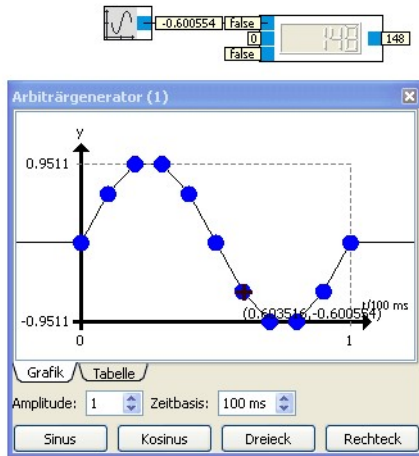 -0.600554 false
0 148 148
false
Arbiträrgenerator (1)
y
0.9511
t/100 ms
(0.603516,-0.600554)
-0.9511
0 1
Grafik Tabelle
Amplitude: 1 Zeitbasis: 100 ms
Sinus Kosinus Dreieck Rechteck